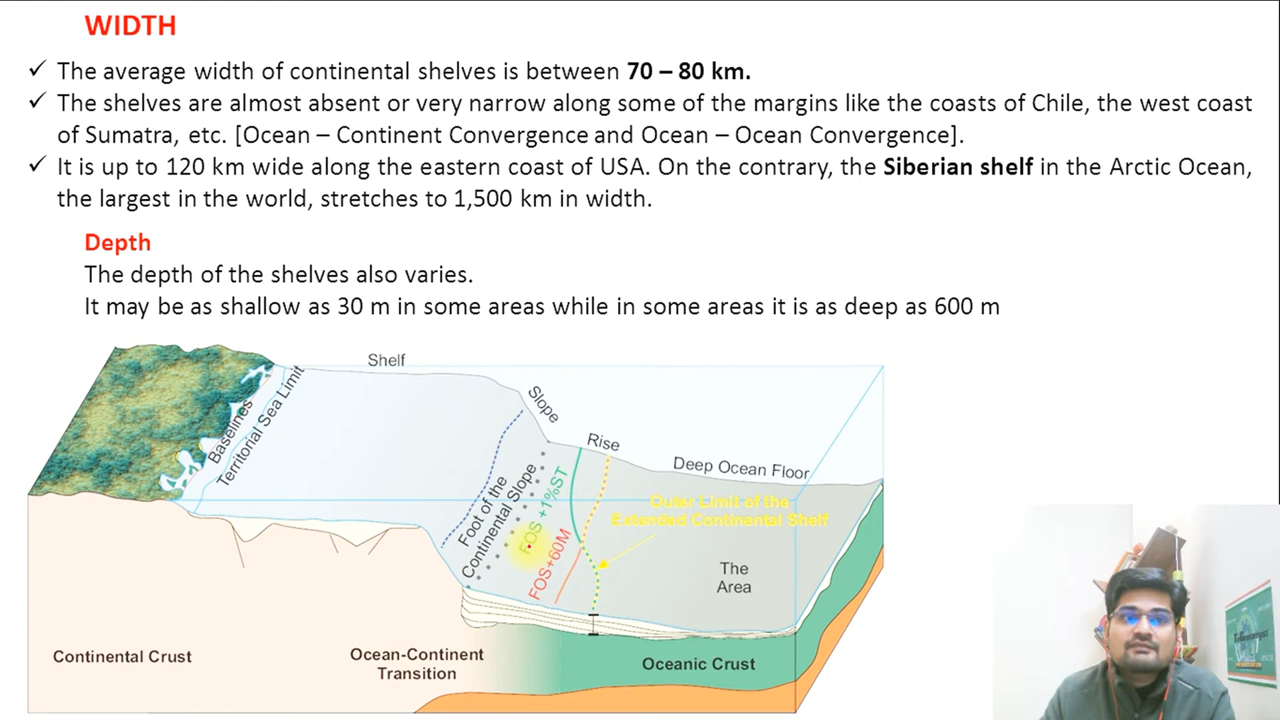 WIDTH
✓ The average width of continental shelves is between 70 – 80 km.
✓ The shelves are almost absent or very narrow along some of the margins like the coasts of Chile, the west coast
of Sumatra, etc. [Ocean – Continent Convergence and Ocean – Ocean Convergence].
✓ It is up to 120 km wide along the eastern coast of USA. On the contrary, the Siberian shelf in the Arctic Ocean,
the largest in the world, stretches to 1,500 km in width.
Depth
The depth of the shelves also varies.
It may be as shallow as 30 m in some areas while in some areas it is as deep as 600 m
Shelf
Baselines
Territorial Sea Limit
Slope
Rise
Deep Ocean Floor
Foot of the
Continental Slope
FOS +1%ST
FOS+60M
Outer Limit of the
Extended Continental Shelf
The
Area
Continental Crust
Ocean-Continent
Transition
Oceanic Crust